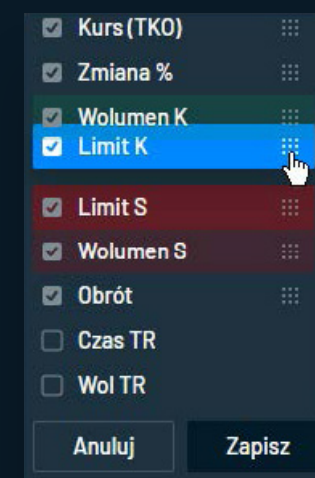 Kurs (TKO)
Zmiana %
Wolumen K
Limit K
Limit S
Wolumen S
Obrót
Czas TR
Wol TR
Anuluj Zapisz